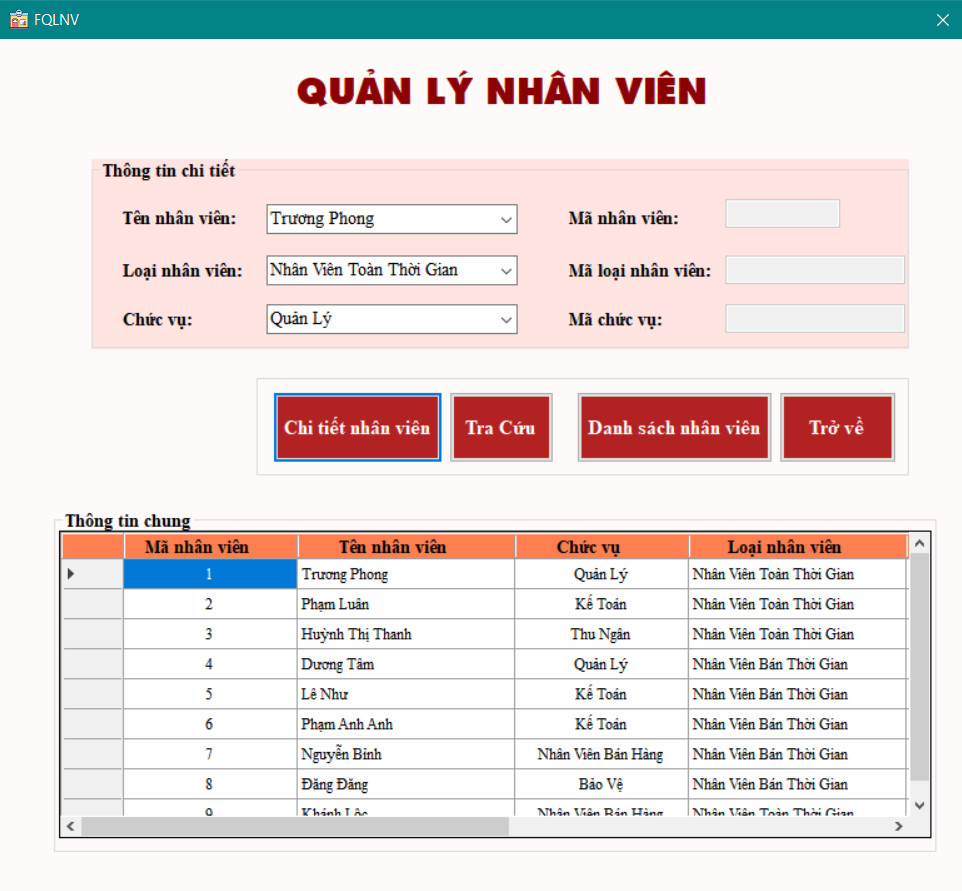 FQLNV
QUẢN LÝ NHÂN VIÊN
Thông tin chi tiết
Tên nhân viên: Trương Phong Mã nhân viên:
Loại nhân viên: Nhân Viên Toàn Thời Gian Mã loại nhân viên:
Chức vụ: Quản Lý Mã chức vụ:
Chi tiết nhân viên Tra Cứu Danh sách nhân viên Trở về
Thông tin chung
Mã nhân viên Tên nhân viên Chức vụ Loại nhân viên
1 Trương Phong Quản Lý Nhân Viên Toàn Thời Gian
2 Phạm Luân Kế Toán Nhân Viên Toàn Thời Gian
3 Huỳnh Thị Thanh Thu Ngân Nhân Viên Toàn Thời Gian
4 Dương Tâm Quản Lý Nhân Viên Bán Thời Gian
5 Lê Như Kế Toán Nhân Viên Bán Thời Gian
6 Phạm Anh Anh Kế Toán Nhân Viên Bán Thời Gian
7 Nguyễn Bính Nhân Viên Bán Hàng Nhân Viên Bán Thời Gian
8 Đăng Đăng Bảo Vệ Nhân Viên Bán Thời Gian
9 Khánh Lộc Nhân Viên Bán Hàng Nhân Viên Toàn Thời Gian